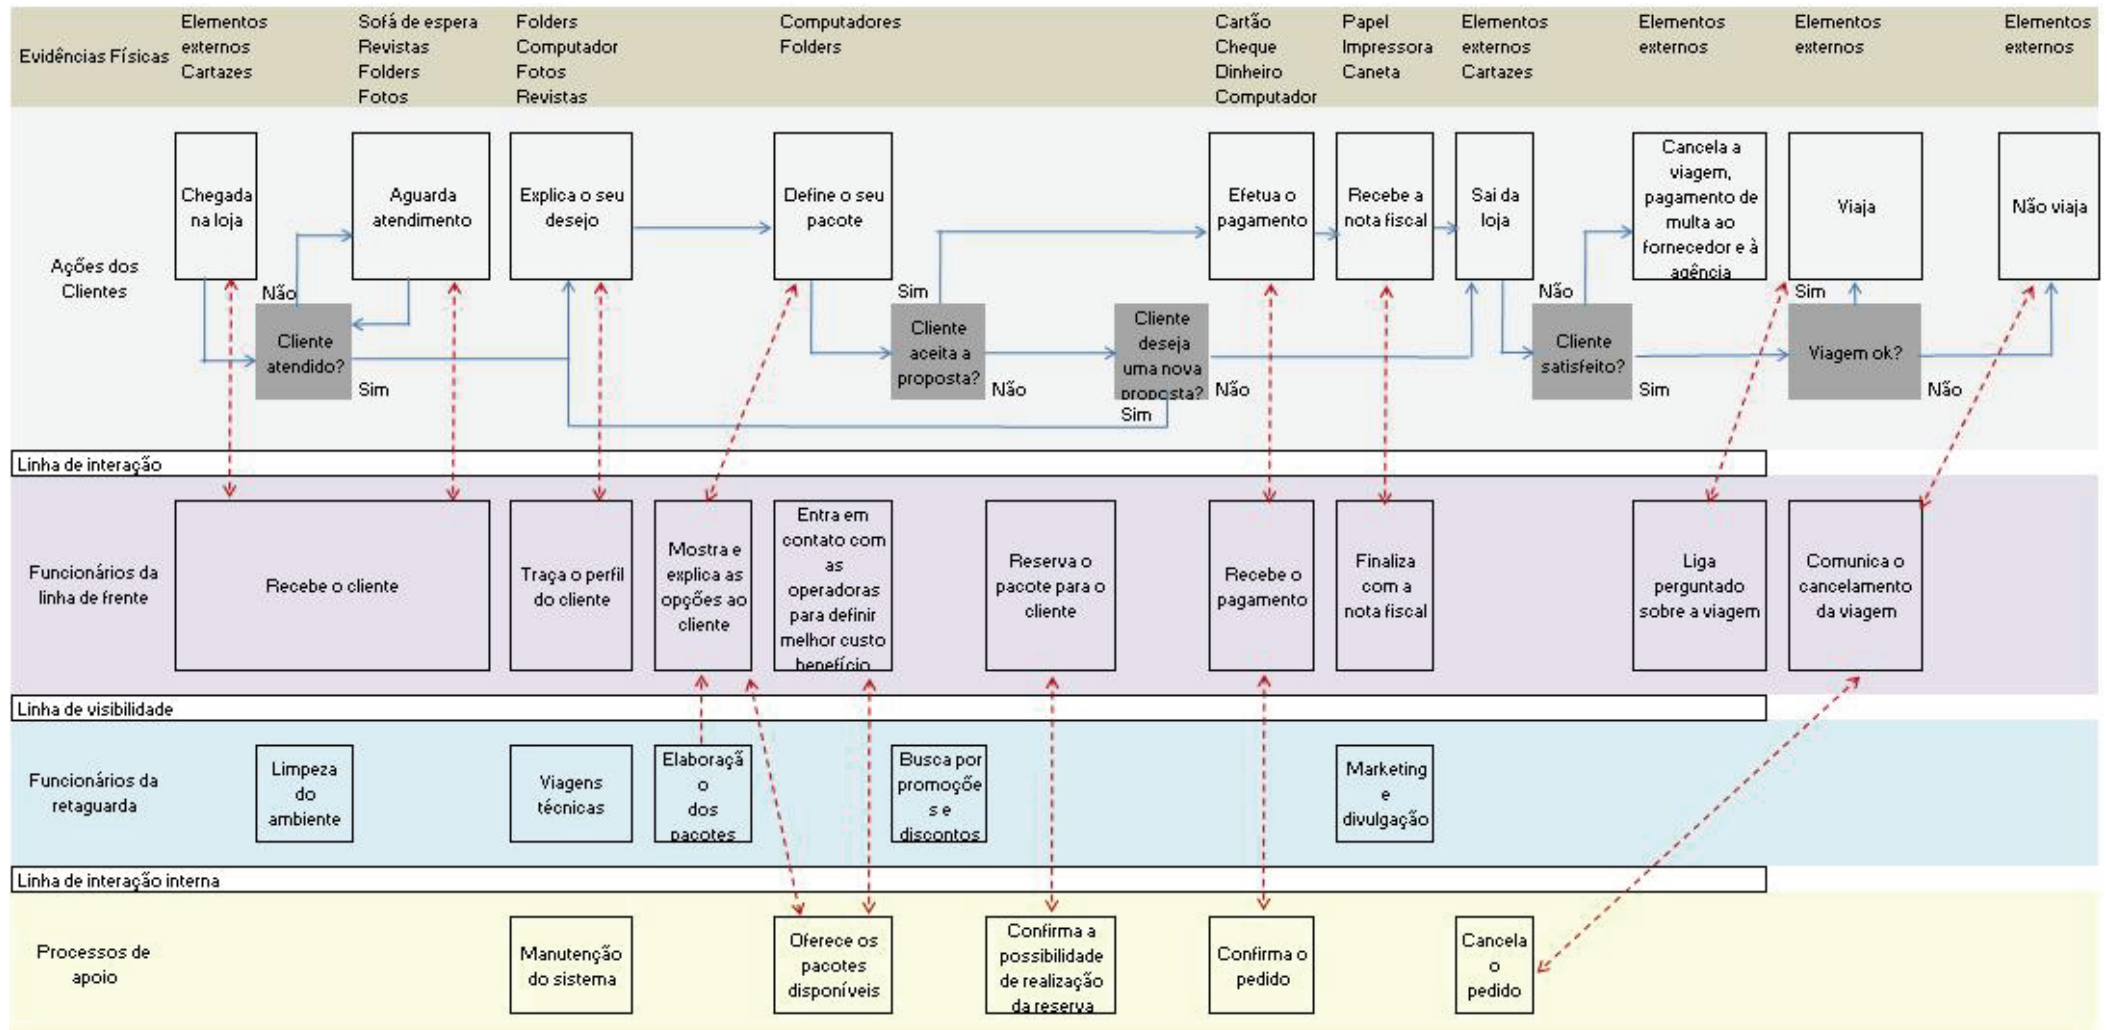 Evidências Físicas
Elementos
externos
Cartazes
Sofá de espera
Revistas
Folders
Fotos
Folders
Computador
Fotos
Revistas
Computadores
Folders
Cartão
Cheque
Dinheiro
Computador
Papel
Impressora
Caneta
Elementos
externos
Cartazes
Elementos
externos
Elementos
externos
Elementos
externos
Ações dos
Clientes
Chegada
na loja
Aguarda
atendimento
Explica o seu
desejo
Define o seu
pacote
Efetua o
pagamento
Recebe a
nota fiscal
Sai da
loja
Cancela a
viagem,
pagamento de
multa ao
fornecedor e à
agência
Viaja
Não viaja
Não
Cliente
atendido?
Sim
Sim
Cliente
aceita a
proposta?
Não
Cliente
deseja
uma nova
proposta?
Sim
Não
Não
Cliente
satisfeito?
Sim
Sim
Viagem ok?
Não
Linha de interação
Funcionários da
linha de frente
Recebe o cliente
Traça o perfil
do cliente
Mostra e
explica as
opções ao
cliente
Entra em
contato com
as
operadoras
para definir
melhor custo
benefício
Reserva o
pacote para o
cliente
Recebe o
pagamento
Finaliza
com a
nota fiscal
Liga
perguntado
sobre a viagem
Comunica o
cancelamento
da viagem
Linha de visibilidade
Funcionários da
retaguarda
Limpeza
do
ambiente
Viagens
técnicas
Elaboraçã
o
dos
pacotes
Busca por
promoçõe
s e
discontos
Marketing
e
divulgação
Linha de interação interna
Processos de
apoio
Manutenção
do sistema
Oferece os
pacotes
disponíveis
Confirma a
possibilidade
de realização
da reserva
Confirma o
pedido
Cancela
o
pedido